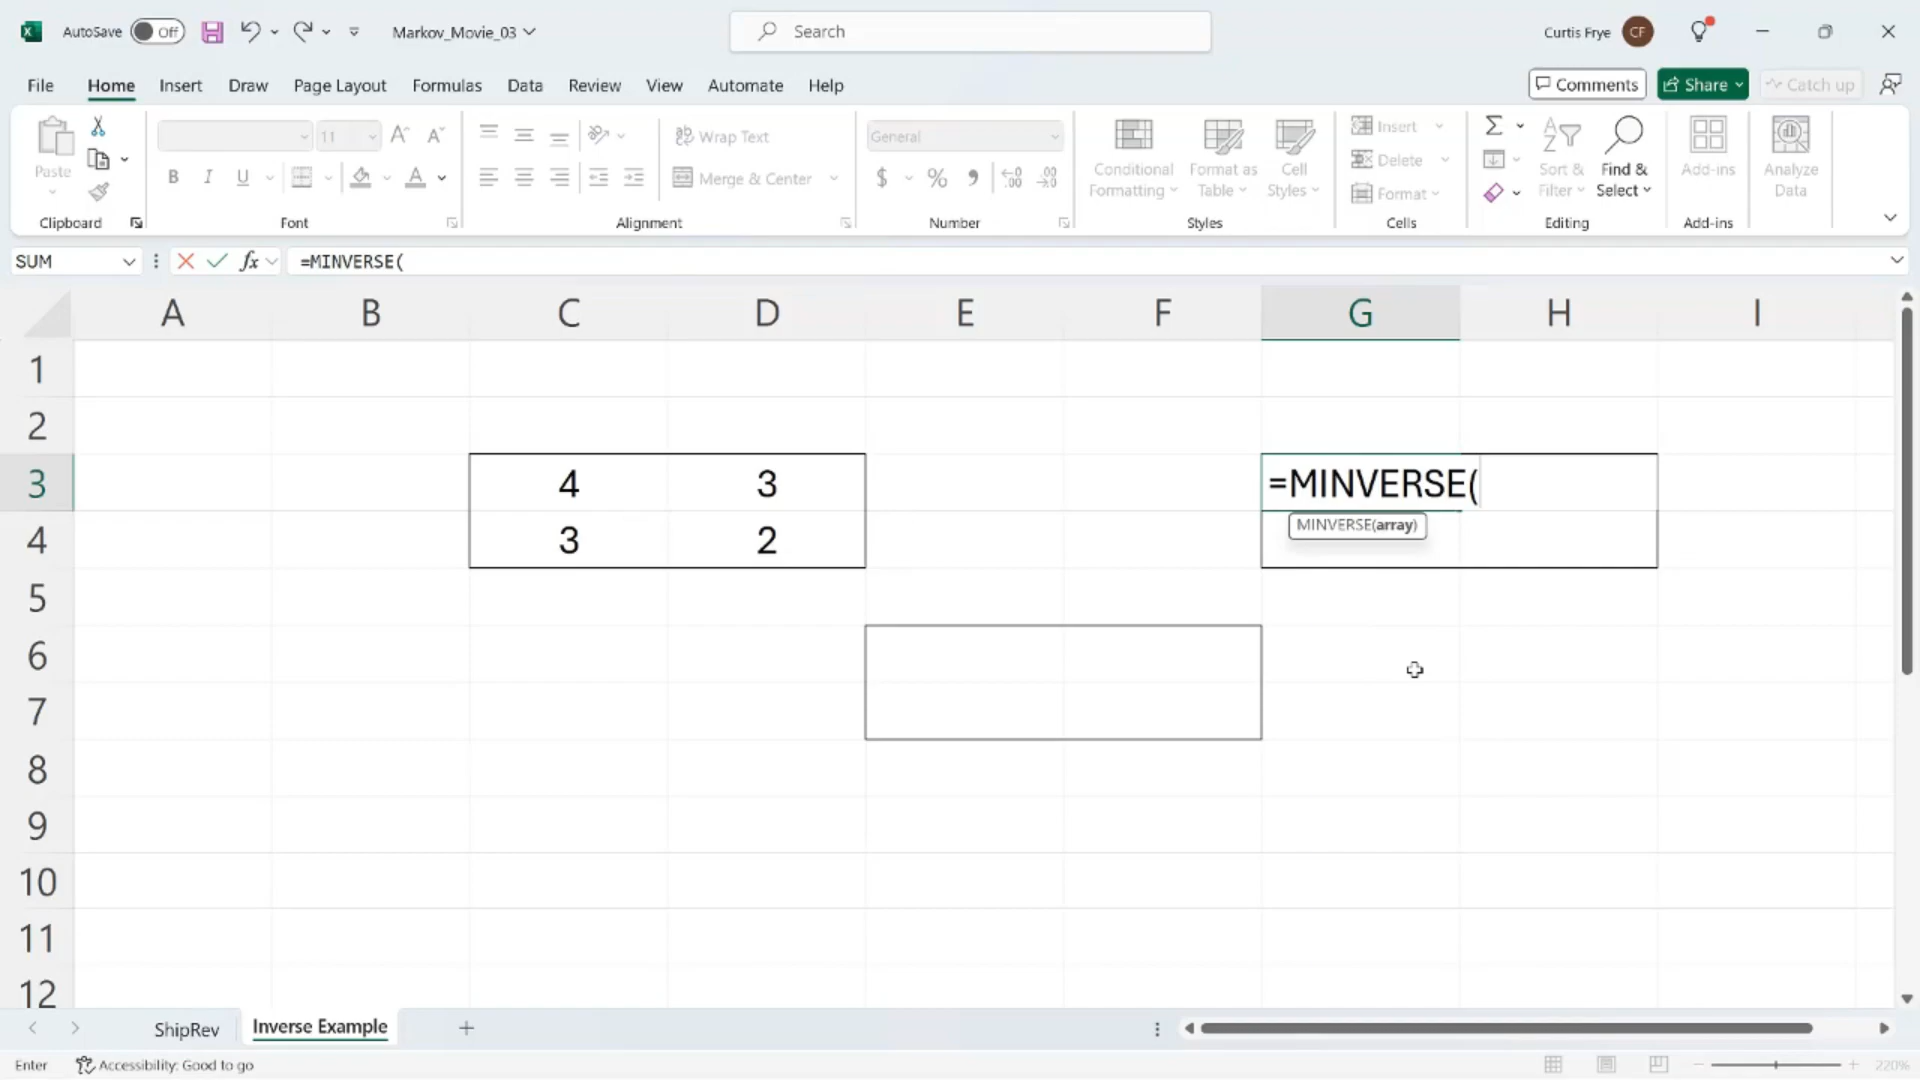 AutoSave Off Markov_Movie_03 Search Curtis Frye CF
File Home Insert Draw Page Layout Formulas Data Review View Automate Help Comments Share Catch up
Paste
Clipboard
11
B I U A
Font
Wrap Text
Merge & Center
Alignment
General
$ % ,
Number
Conditional Formatting
Format as Table
Cell Styles
Styles
Insert
Delete
Format
Cells
Sort & Filter
Find & Select
Editing
Add-ins
Add-ins
Analyze Data
SUM fx =MINVERSE(
A B C D E F G H I
1
2
3 4 3 =MINVERSE(
MINVERSE(array)
4 3 2
5
6
7
8
9
10
11
12
ShipRev Inverse Example
Enter Accessibility: Good to go 220%